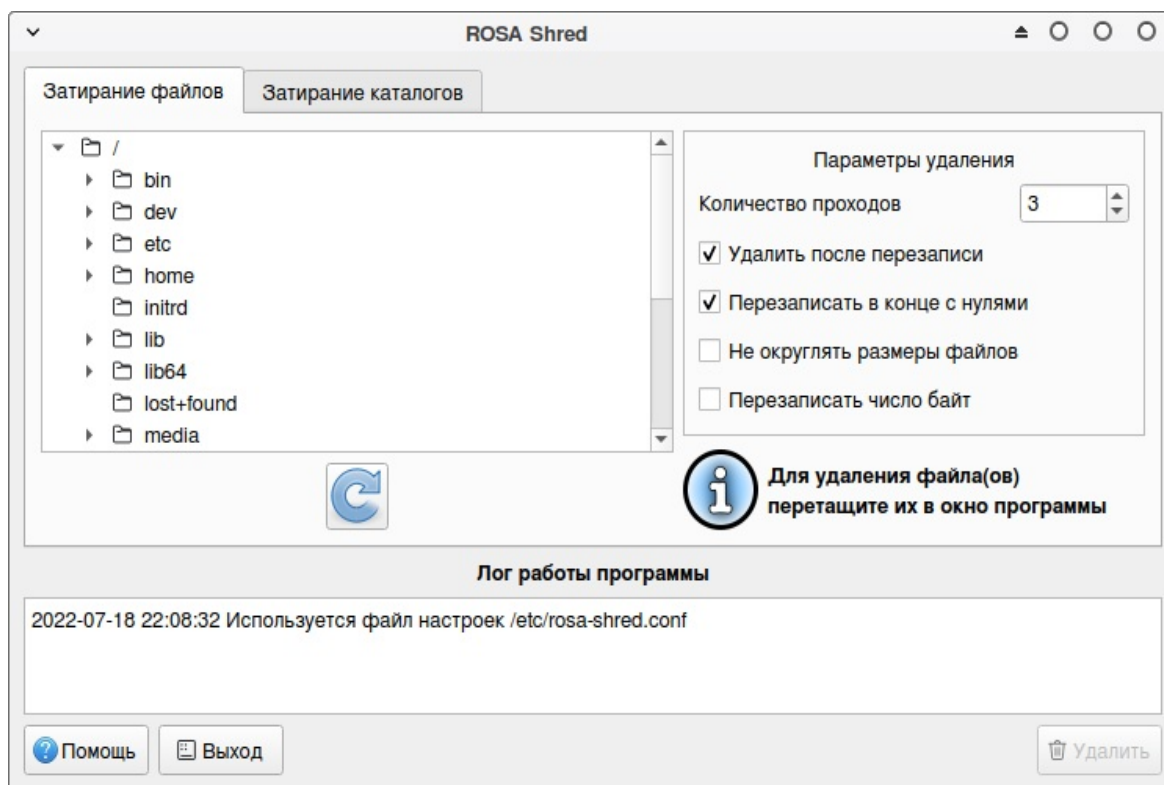 ROSA Shred
Затирание файлов
Затирание каталогов
/
bin
dev
etc
home
initrd
lib
lib64
lost+found
media
Параметры удаления
Количество проходов 3
Удалить после перезаписи
Перезаписать в конце с нулями
Не округлять размеры файлов
Перезаписать число байт
Для удаления файла(ов)
перетащите их в окно программы
Лог работы программы
2022-07-18 22:08:32 Используется файл настроек /etc/rosa-shred.conf
Помощь
Выход
Удалить